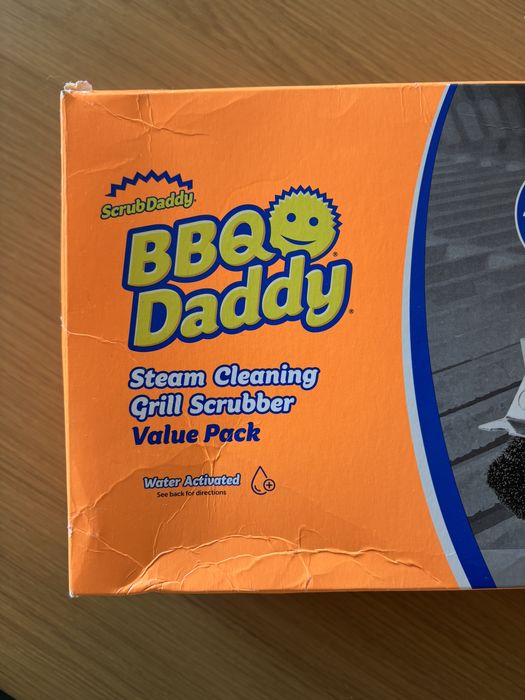 ScrubDaddy®
BBQ
Daddy®
Steam Cleaning
Grill Scrubber
Value Pack
Water Activated
See back for directions